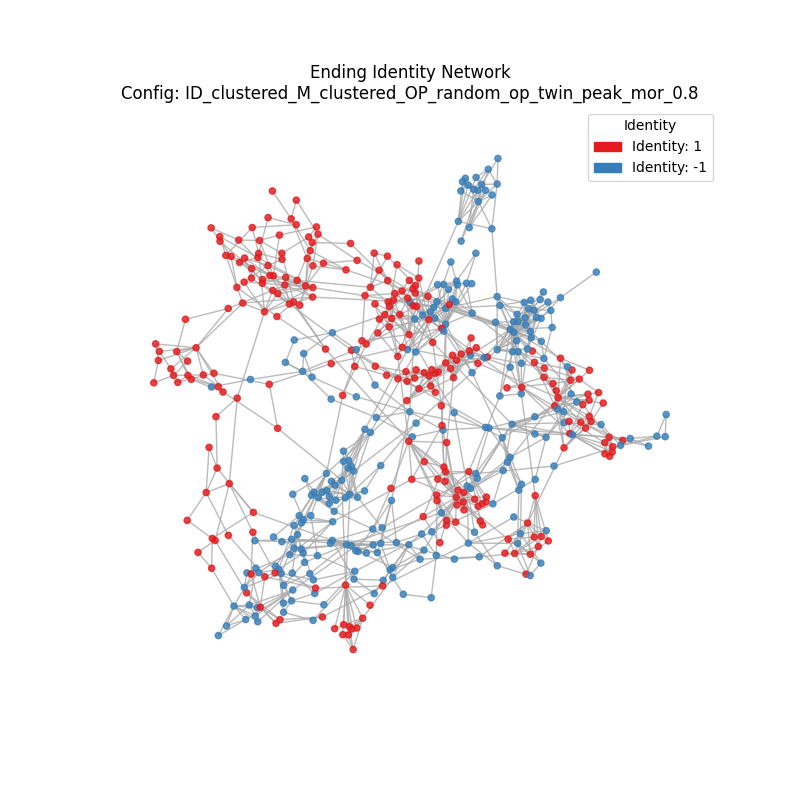 Ending Identity Network
Config: ID_clustered_M_clustered_OP_random_op_twin_peak_mor_0.8
Identity
Identity: 1
Identity: -1